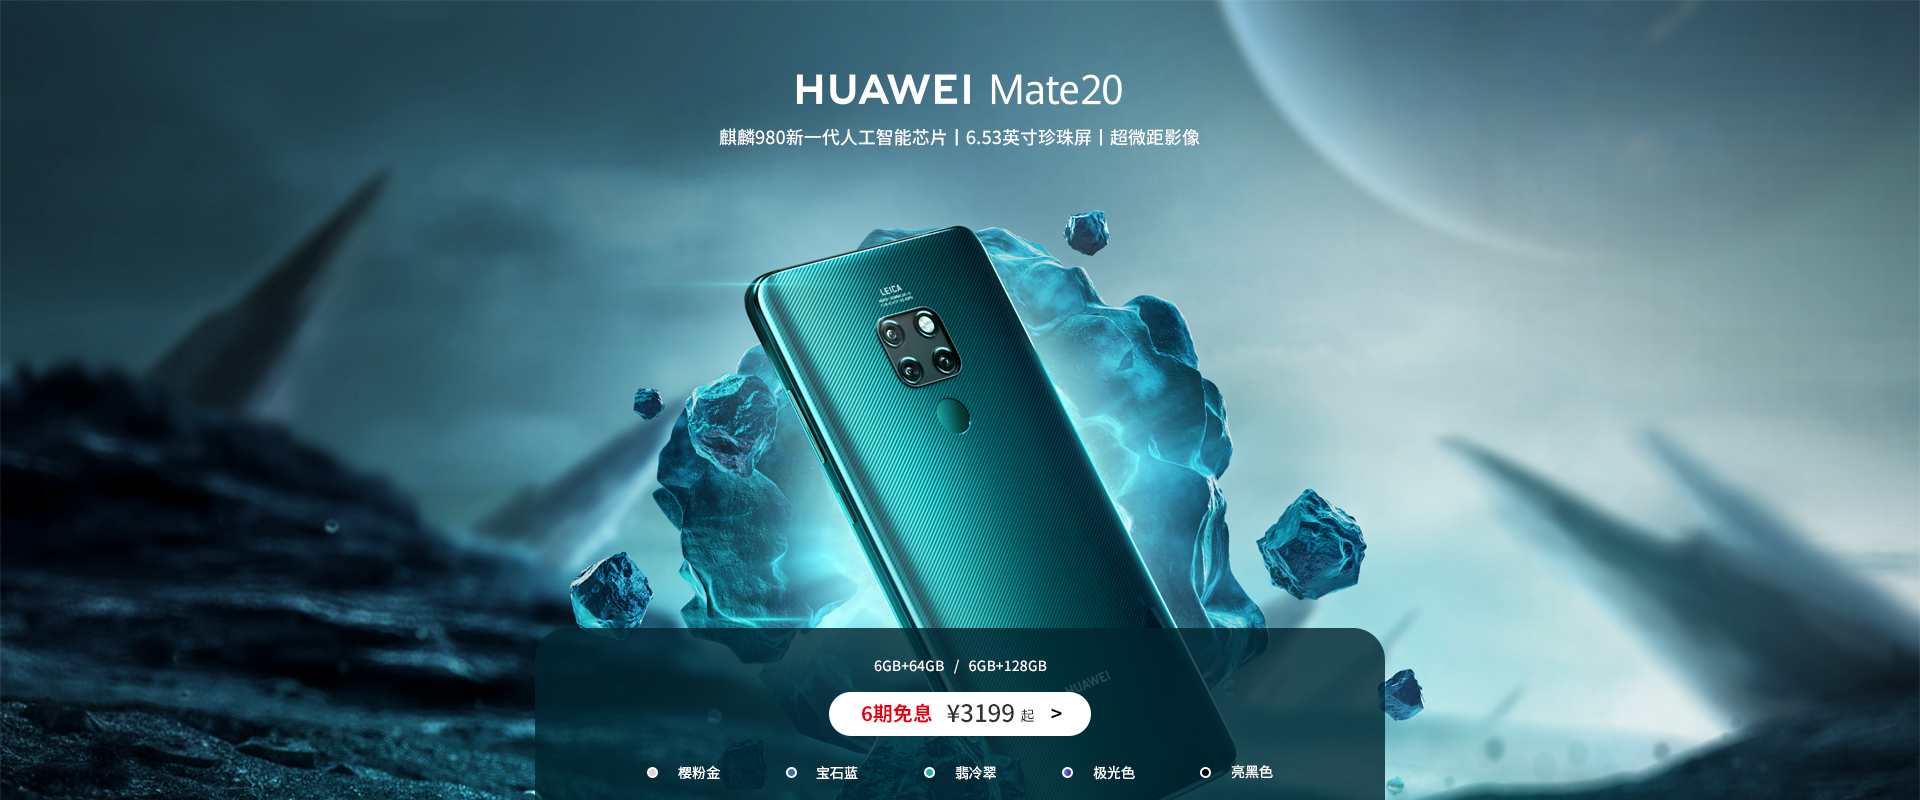 HUAWEI Mate20
麒麟980新一代人工智能芯片丨6.53英寸珍珠屏丨超微距影像
LEICA
HUAWEI
6GB+64GB / 6GB+128GB
6期免息 ¥3199 起 >
樱粉金 宝石蓝 翡冷翠 极光色 亮黑色